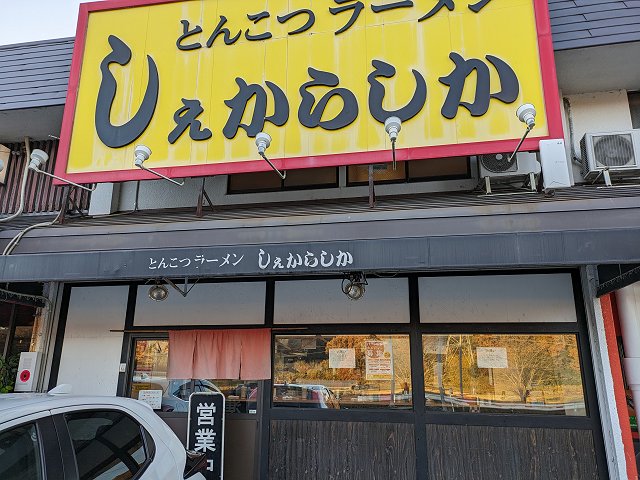 とんこつラーメン
しぇからしか
とんこつラーメン しぇからしか
営業中